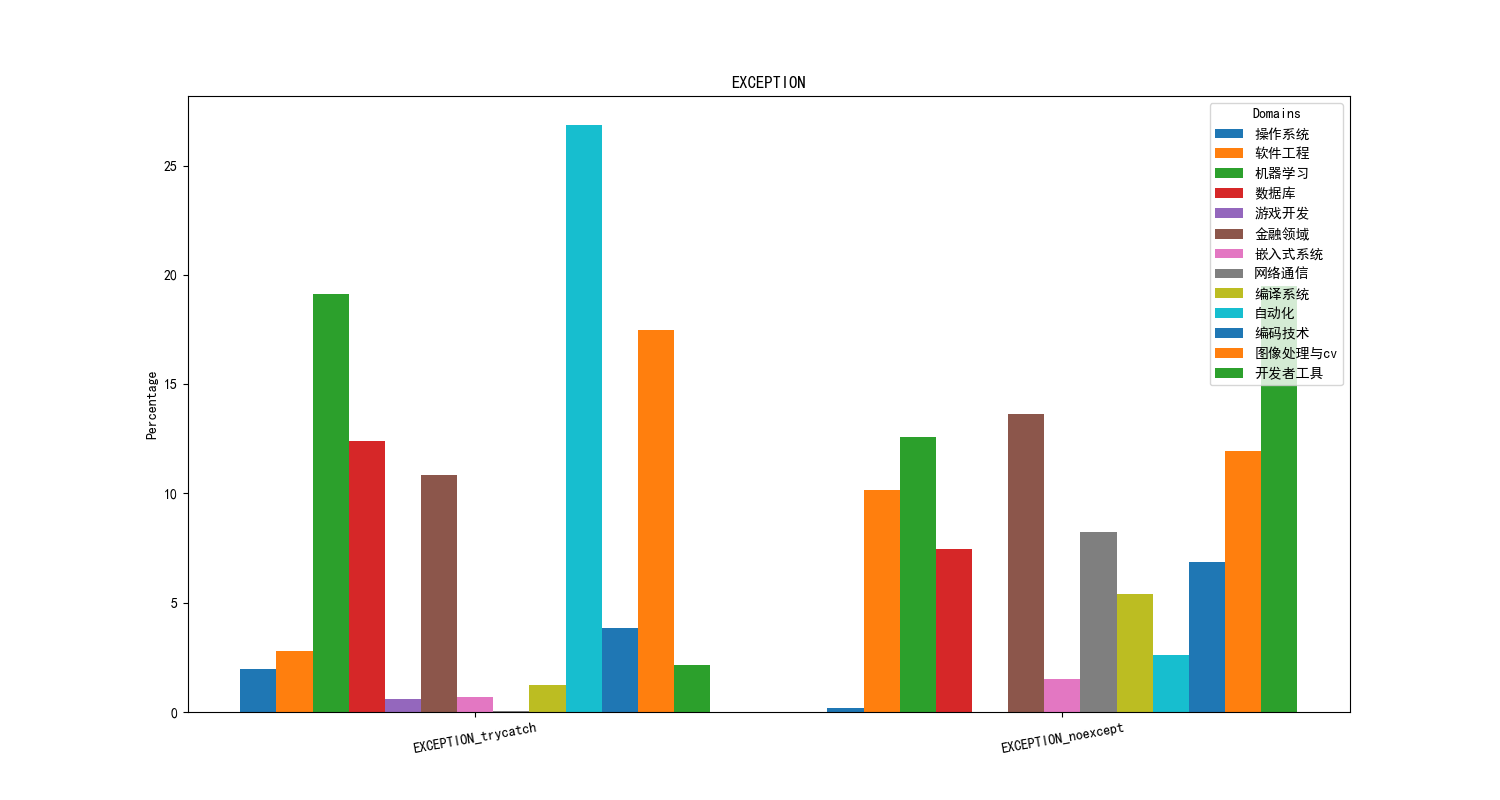 EXCEPTION
Domains
操作系统
软件工程
机器学习
数据库
游戏开发
金融领域
嵌入式系统
网络通信
编译系统
自动化
编码技术
图像处理与cv
开发者工具
Percentage
25
20
15
10
5
0
EXCEPTION_trycatch
EXCEPTION_noexcept